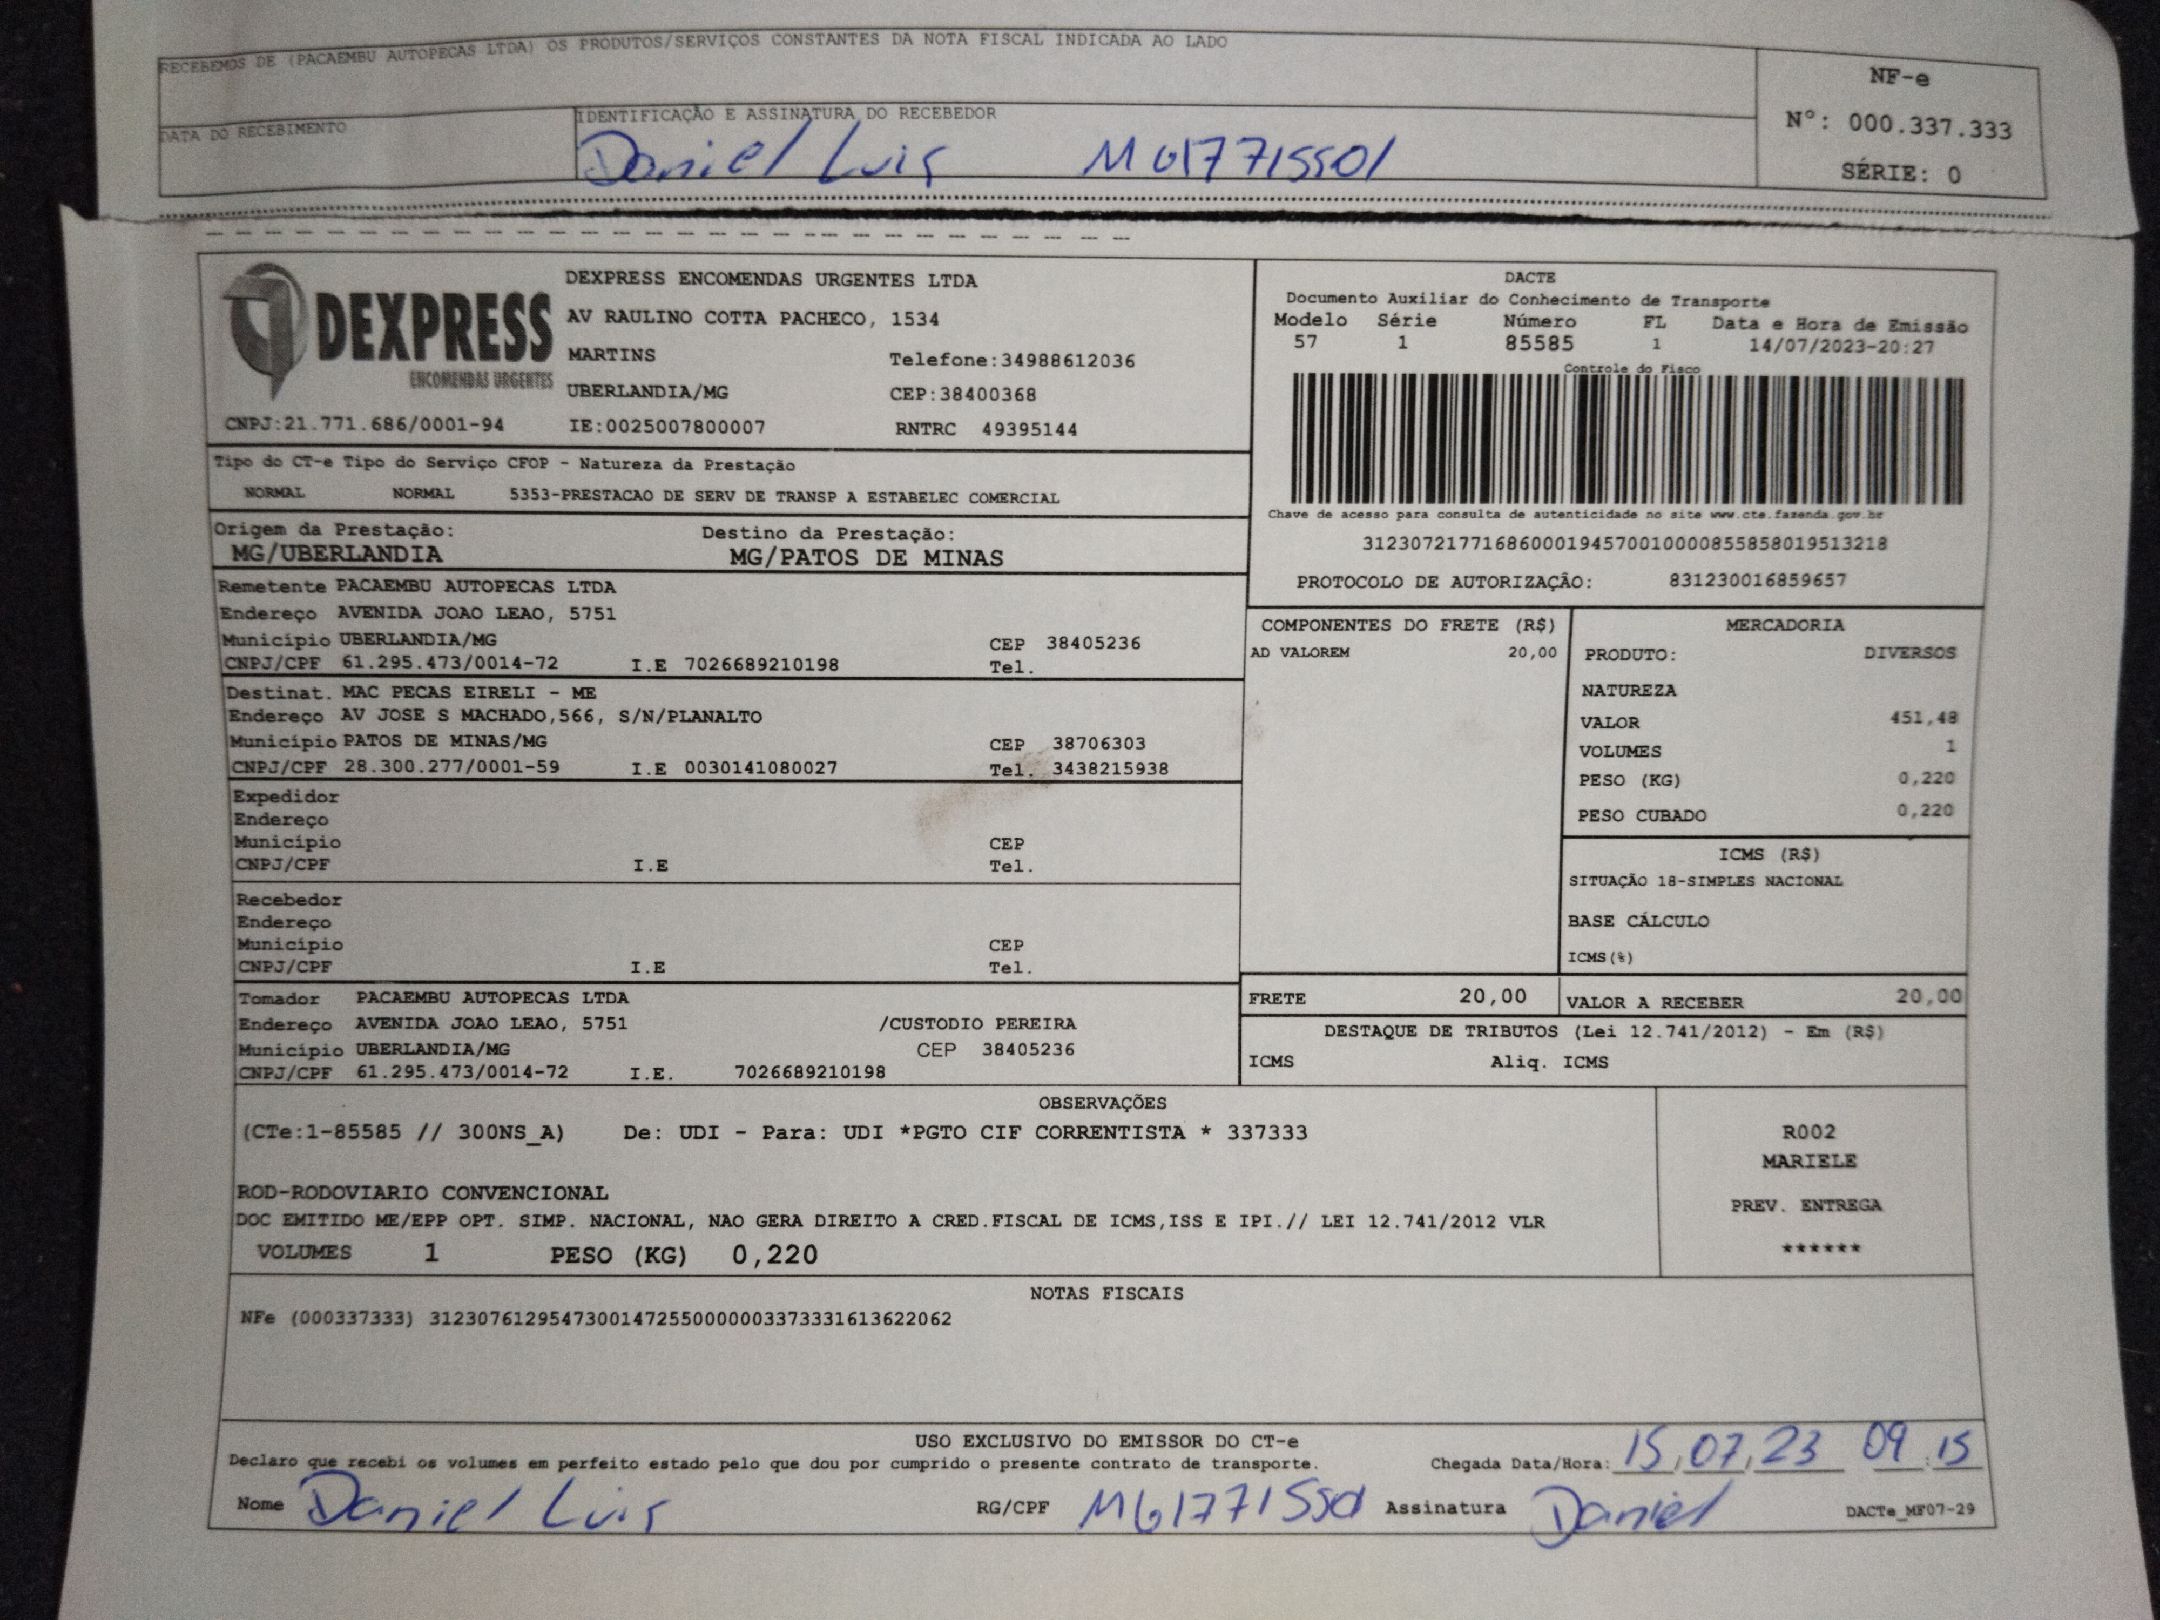 RECEBEMOS DE (PACAEMBU AUTOPECAS LTDA) OS PRODUTOS/SERVIÇOS CONSTANTES DA NOTA FISCAL INDICADA AO LADO
NF-e
Nº: 000.337.333
SÉRIE: 0
DATA DO RECEBIMENTO
IDENTIFICAÇÃO E ASSINATURA DO RECEBEDOR
Daniel Luis MG17715501
DEXPRESS
ENCOMENDAS URGENTES
DEXPRESS ENCOMENDAS URGENTES LTDA
AV RAULINO COTTA PACHECO, 1534
MARTINS Telefone:34988612036
UBERLANDIA/MG CEP:38400368
CNPJ:21.771.686/0001-94 IE:0025007800007 RNTRC 49395144
DACTE
Documento Auxiliar do Conhecimento de Transporte
Modelo Série Número FL Data e Hora de Emissão
57 1 85585 1 14/07/2023-20:27
Controle do Fisco
Chave de acesso para consulta de autenticidade no site www.cte.fazenda.gov.br
31230721771686000194570010000855858019513218
PROTOCOLO DE AUTORIZAÇÃO: 831230016859657
Tipo do CT-e Tipo do Serviço CFOP - Natureza da Prestação
NORMAL NORMAL 5353-PRESTACAO DE SERV DE TRANSP A ESTABELEC COMERCIAL
Origem da Prestação: Destino da Prestação:
MG/UBERLANDIA MG/PATOS DE MINAS
Remetente PACAEMBU AUTOPECAS LTDA
Endereço AVENIDA JOAO LEAO, 5751
Município UBERLANDIA/MG CEP 38405236
CNPJ/CPF 61.295.473/0014-72 I.E 7026689210198 Tel.
Destinat. MAC PECAS EIRELI - ME
Endereço AV JOSE S MACHADO,566, S/N/PLANALTO
Município PATOS DE MINAS/MG CEP 38706303
CNPJ/CPF 28.300.277/0001-59 I.E 0030141080027 Tel. 3438215938
Expedidor
Endereço
Município CEP
CNPJ/CPF I.E Tel.
Recebedor
Endereço
Município CEP
CNPJ/CPF I.E Tel.
Tomador PACAEMBU AUTOPECAS LTDA
Endereço AVENIDA JOAO LEAO, 5751 /CUSTODIO PEREIRA
Município UBERLANDIA/MG CEP 38405236
CNPJ/CPF 61.295.473/0014-72 I.E. 7026689210198
COMPONENTES DO FRETE (R$)
AD VALOREM 20,00
MERCADORIA
PRODUTO: DIVERSOS
NATUREZA
VALOR 451,48
VOLUMES 1
PESO (KG) 0,220
PESO CUBADO 0,220
ICMS (R$)
SITUAÇÃO 18-SIMPLES NACIONAL
BASE CÁLCULO
ICMS(%)
FRETE 20,00 VALOR A RECEBER 20,00
DESTAQUE DE TRIBUTOS (Lei 12.741/2012) - Em (R$)
ICMS Aliq. ICMS
OBSERVAÇÕES
(CTe:1-85585 // 300NS_A) De: UDI - Para: UDI *PGTO CIF CORRENTISTA * 337333
ROD-RODOVIARIO CONVENCIONAL
DOC EMITIDO ME/EPP OPT. SIMP. NACIONAL, NAO GERA DIREITO A CRED.FISCAL DE ICMS,ISS E IPI.// LEI 12.741/2012 VLR
VOLUMES 1 PESO (KG) 0,220
R002
MARIELE
PREV. ENTREGA
******
NOTAS FISCAIS
NFe (000337333) 31230761295473001472550000003373331613622062
USO EXCLUSIVO DO EMISSOR DO CT-e
Declaro que recebi os volumes em perfeito estado pelo que dou por cumprido o presente contrato de transporte. Chegada Data/Hora: 15,07,23 09:15
Nome Daniel Luis RG/CPF MG17715501 Assinatura Daniel DACTe_MF07-29